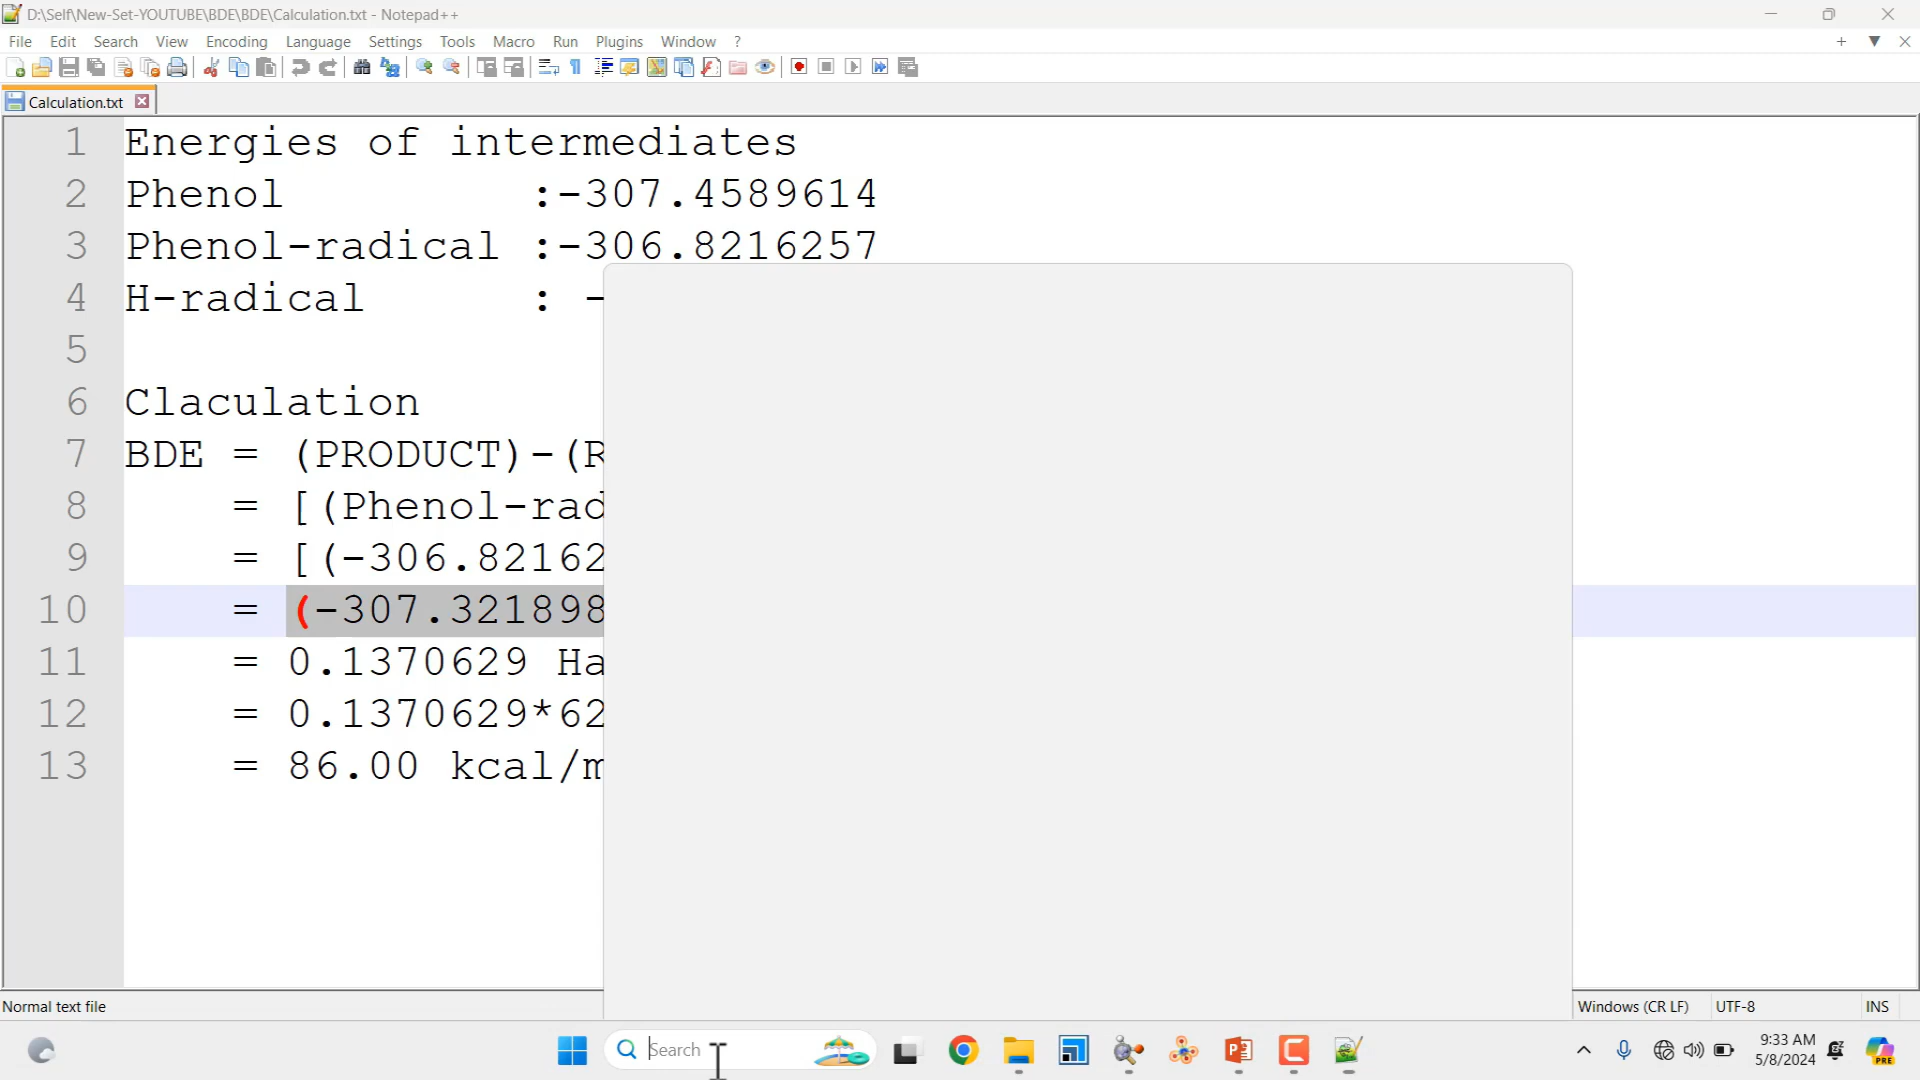 D:\Self\New-Set-YOUTUBE\BDE\BDE\Calculation.txt - Notepad++
File Edit Search View Encoding Language Settings Tools Macro Run Plugins Window ?
Calculation.txt
1 Energies of intermediates
2 Phenol :-307.4589614
3 Phenol-radical :-306.8216257
4 H-radical : -
5
6 Claculation
7 BDE = (PRODUCT)-(R
8 = [(Phenol-rad
9 = [(-306.82162
10 = (-307.321898
11 = 0.1370629 Ha
12 = 0.1370629*62
13 = 86.00 kcal/m
Normal text file Windows (CR LF) UTF-8 INS
Search
9:33 AM
5/8/2024
PRE